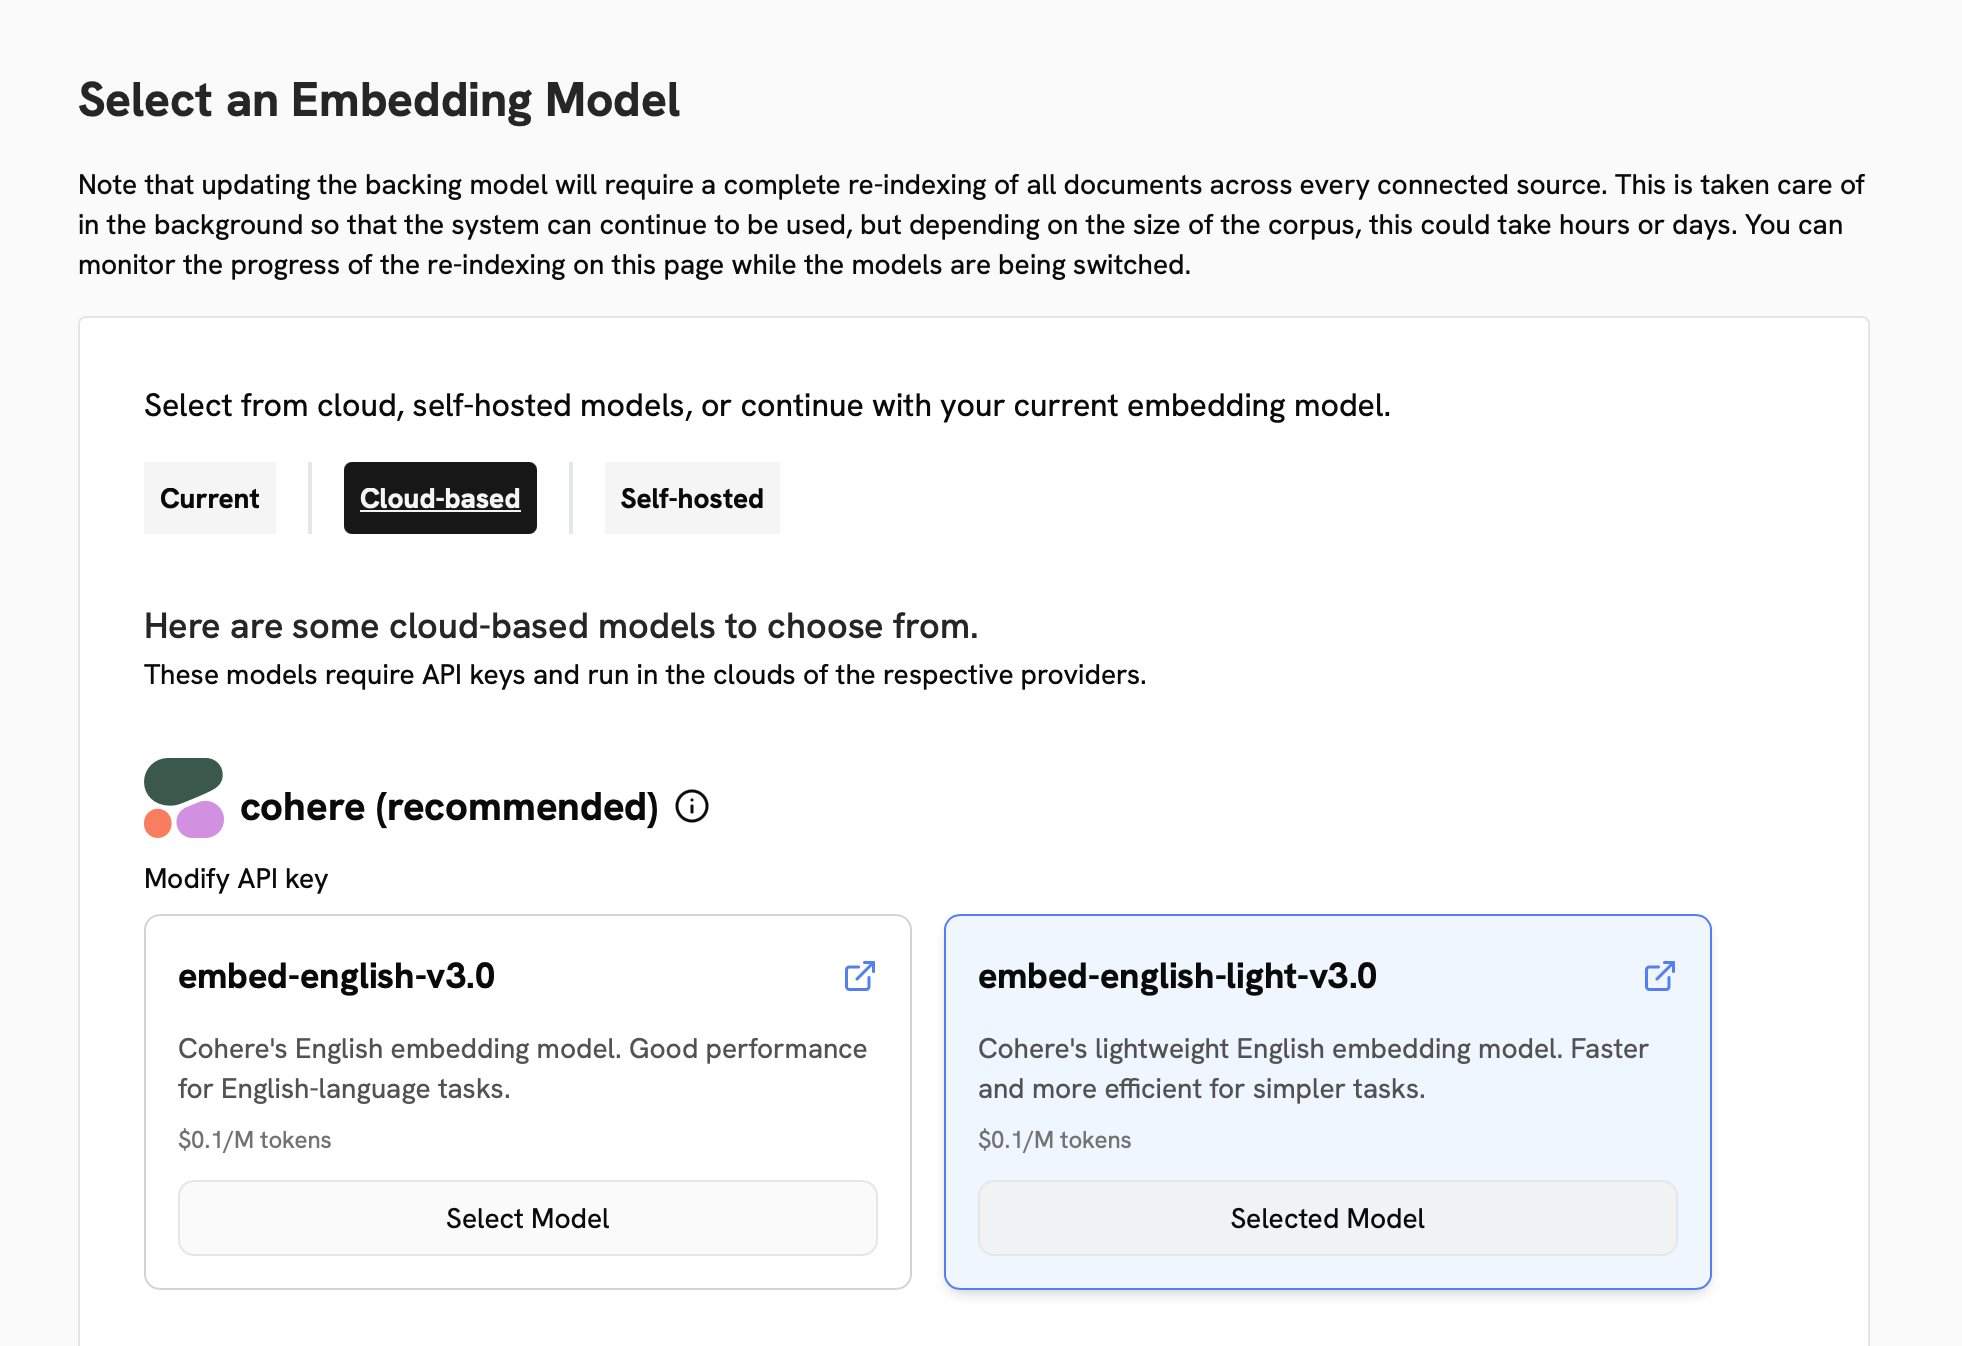 Select an Embedding Model
Note that updating the backing model will require a complete re-indexing of all documents across every connected source. This is taken care of
in the background so that the system can continue to be used, but depending on the size of the corpus, this could take hours or days. You can
monitor the progress of the re-indexing on this page while the models are being switched.
Select from cloud, self-hosted models, or continue with your current embedding model.
Current
Cloud-based
Self-hosted
Here are some cloud-based models to choose from.
These models require API keys and run in the clouds of the respective providers.
cohere (recommended)
Modify API key
embed-english-v3.0
Cohere's English embedding model. Good performance
for English-language tasks.
$0.1/M tokens
Select Model
embed-english-light-v3.0
Cohere's lightweight English embedding model. Faster
and more efficient for simpler tasks.
$0.1/M tokens
Selected Model